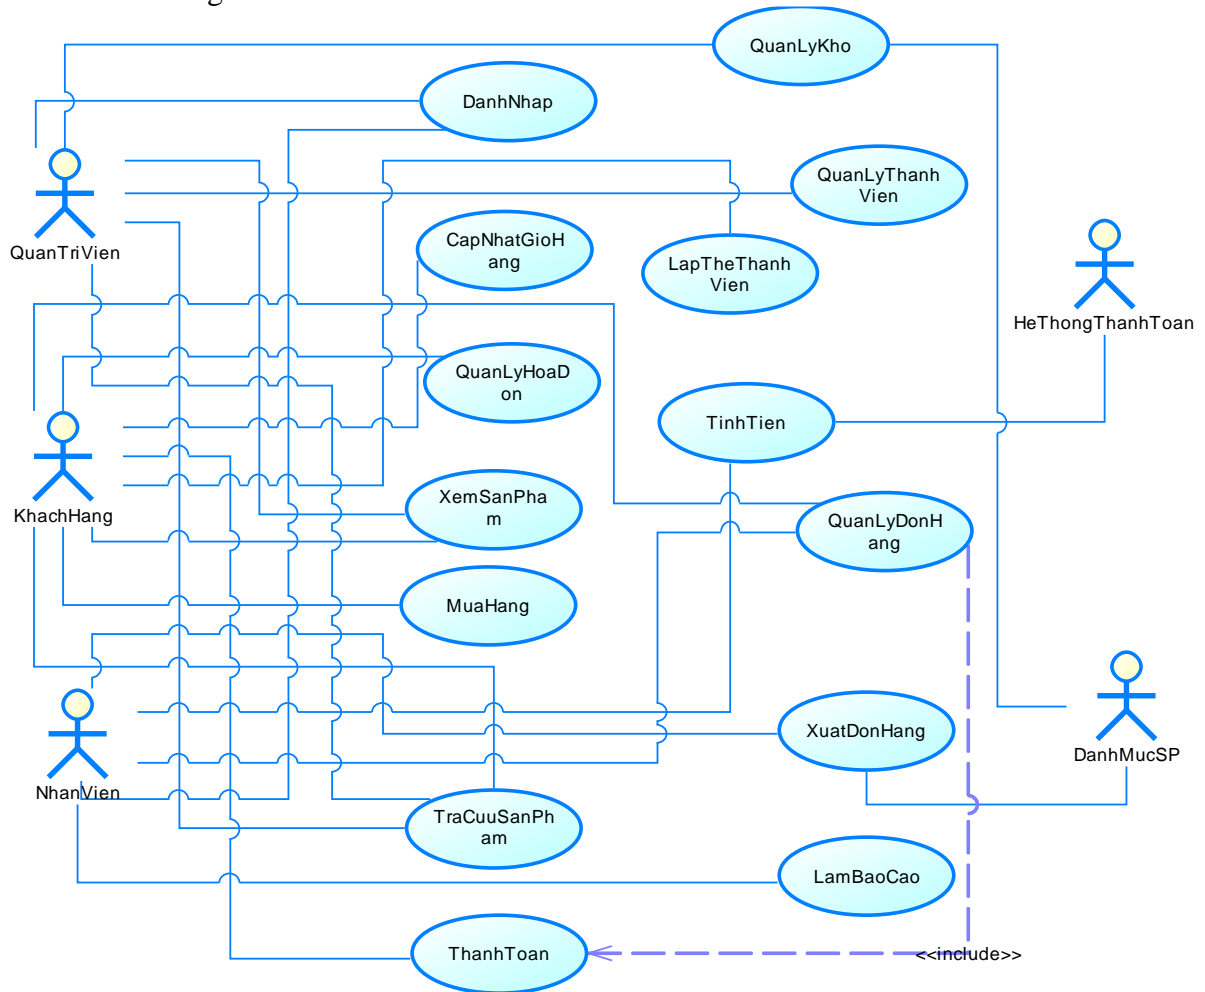 g
QuanLyKho
DanhNhap
QuanLyThanh
Vien
QuanTriVien
CapNhatGioH
ang
LapTheThanh
Vien
HeThongThanhToan
QuanLyHoaD
on
TinhTien
KhachHang
XemSanPha
m
QuanLyDonH
ang
MuaHang
XuatDonHang
DanhMucSP
NhanVien
TraCuuSanPh
am
LamBaoCao
ThanhToan
<<include>>